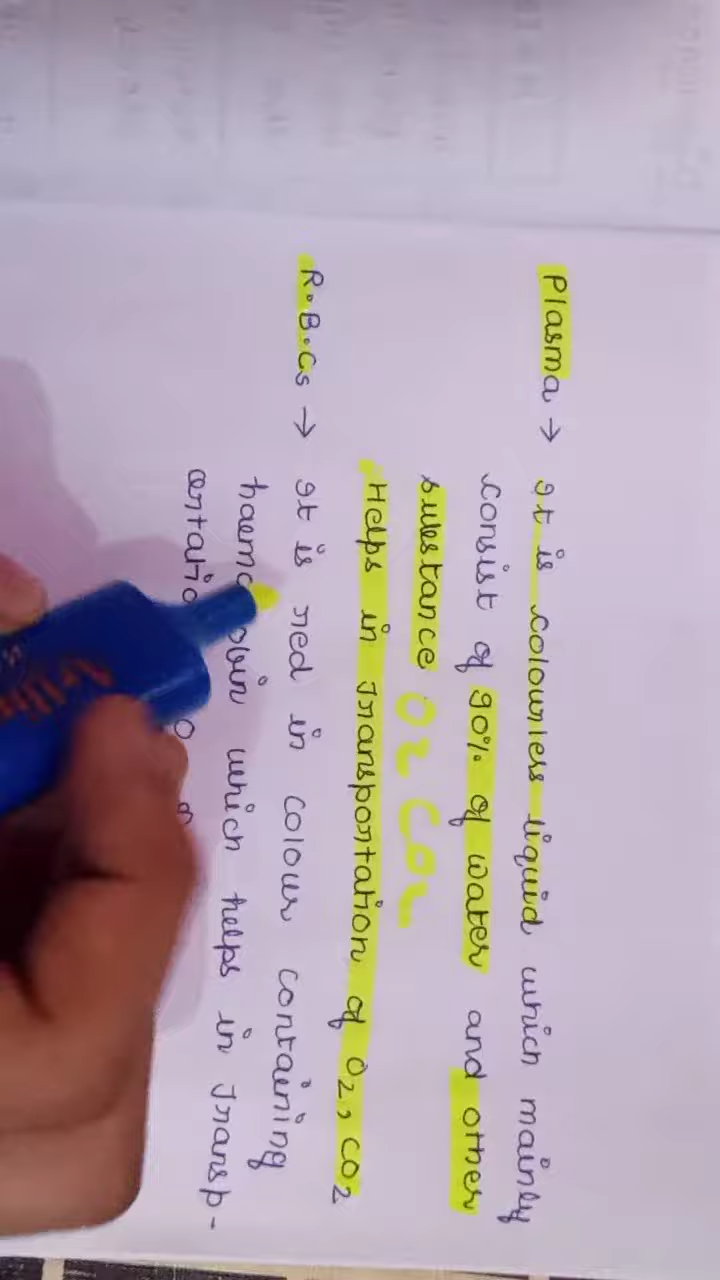 Plasma → It is colourless liquid which mainly
consist of 90% of water and other
substance O2 CO2
Helps in Transportation of O2, CO2
R.B.Cs → It is red in colour containing
which helps in Transp-